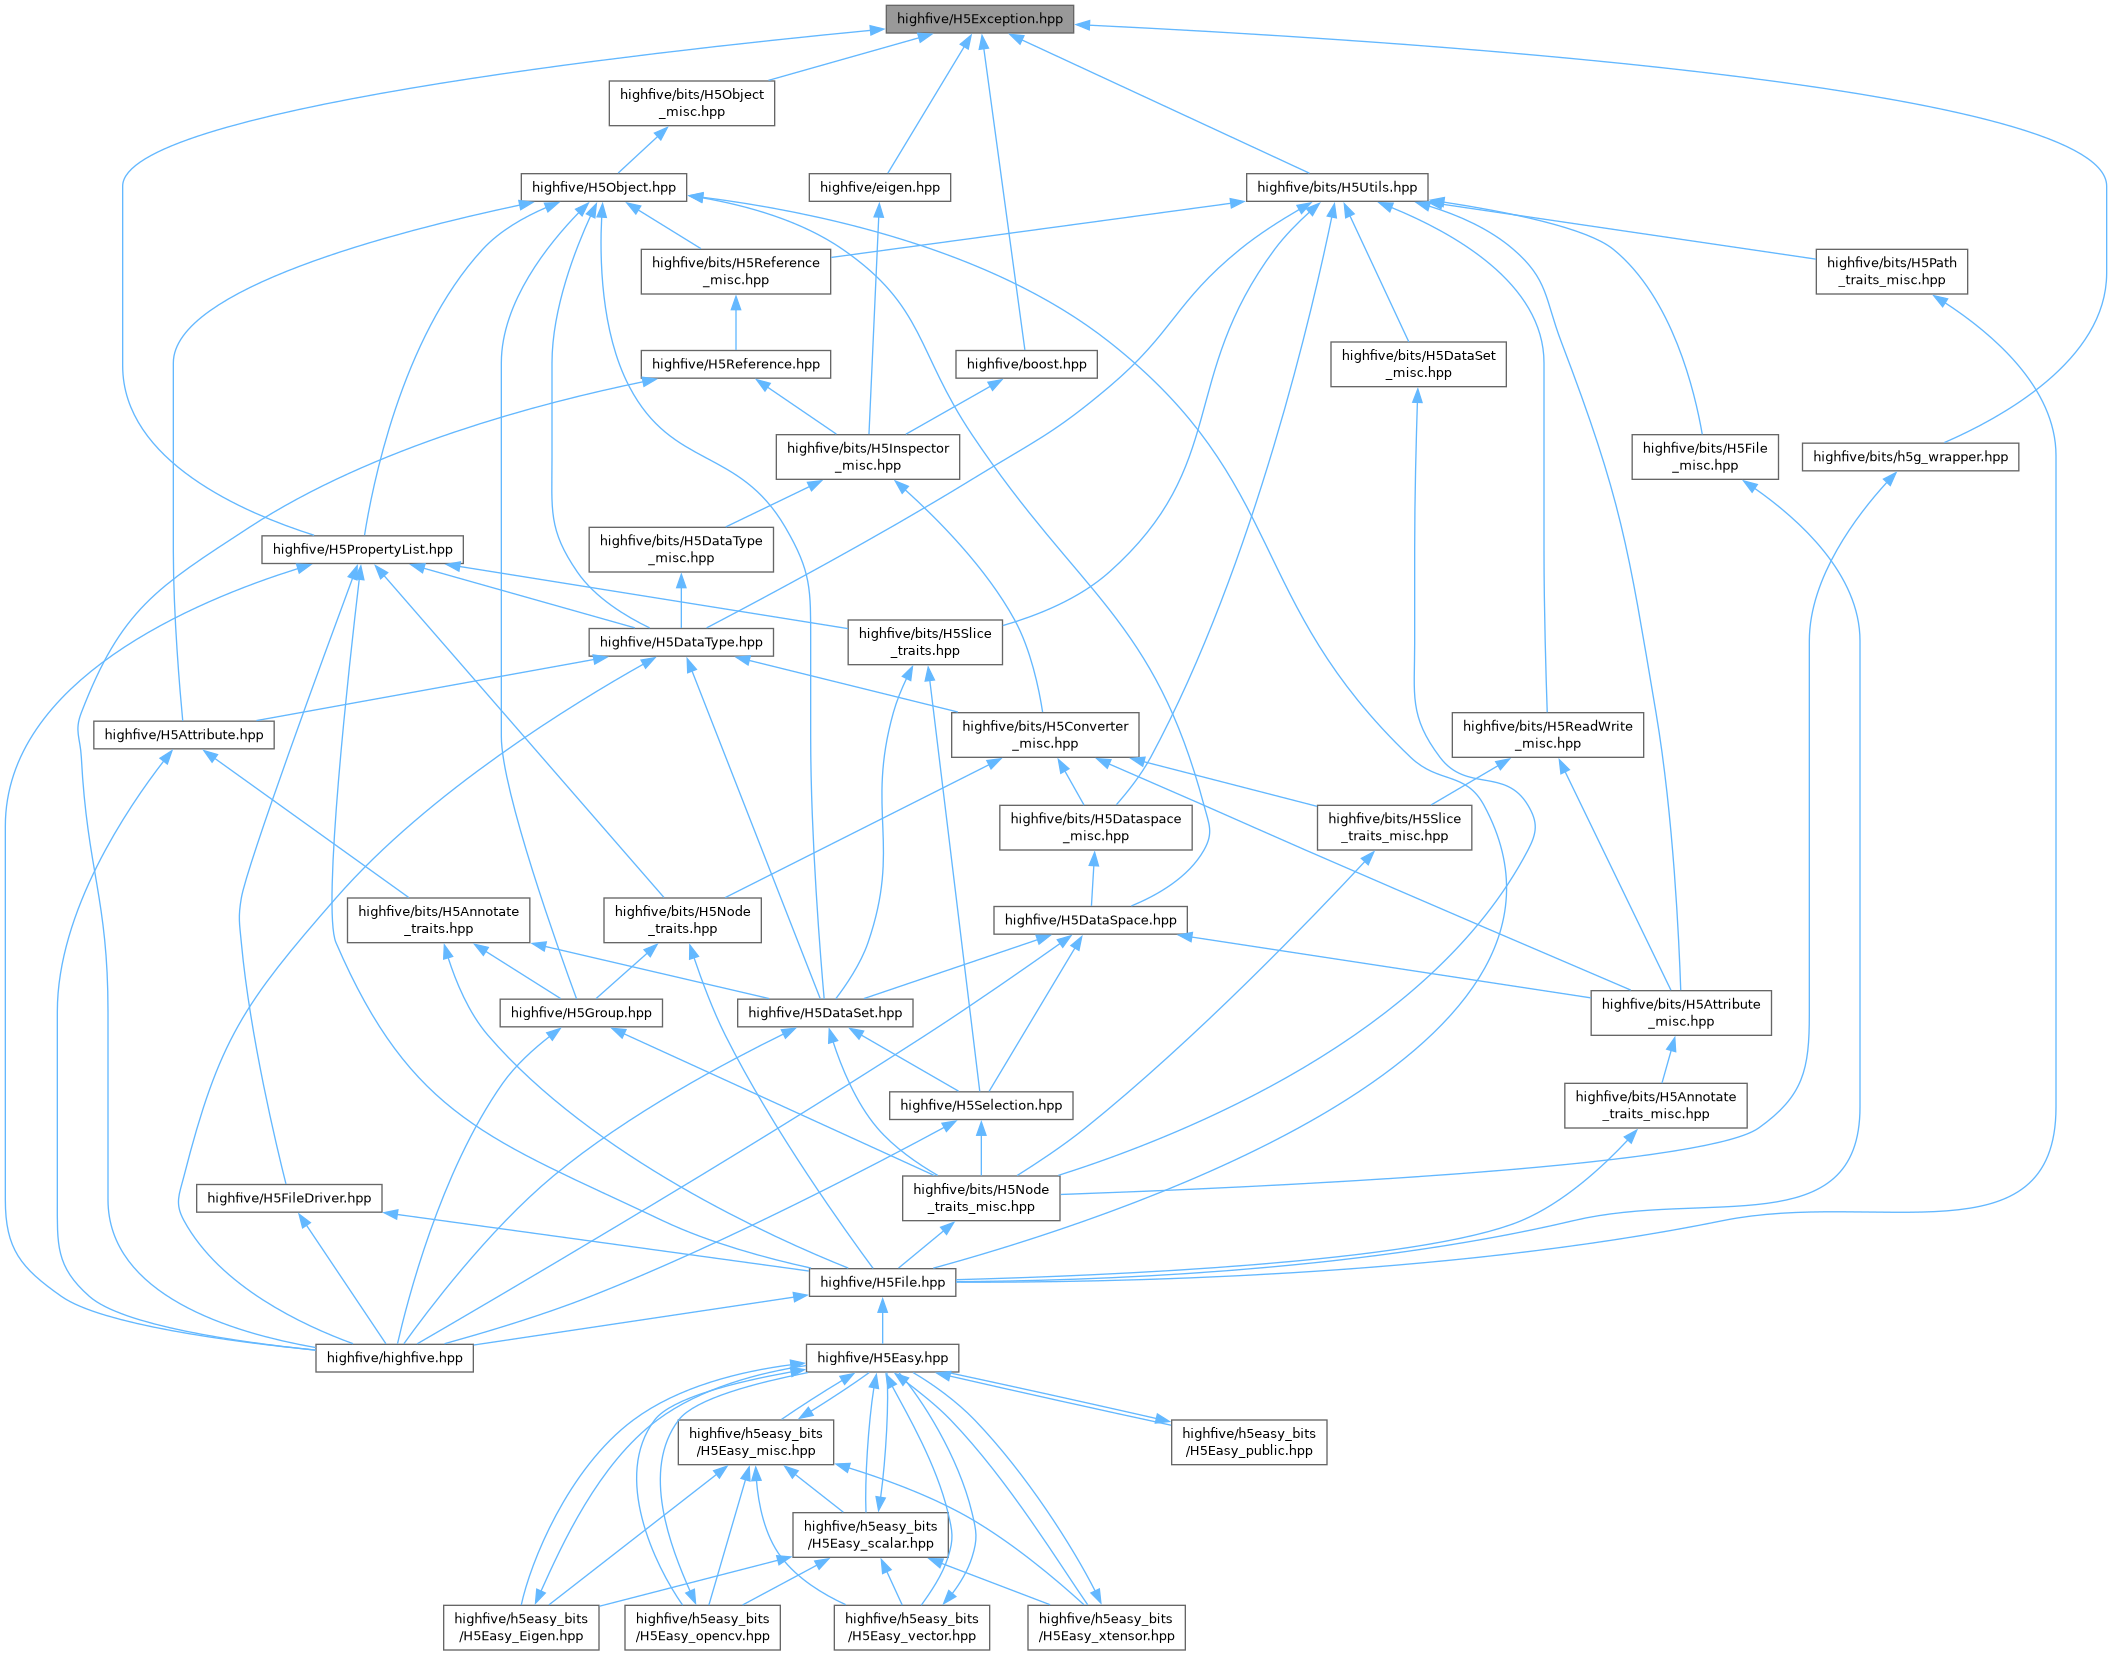 highfive/H5Exception.hpp
highfive/bits/H5Object
_misc.hpp
highfive/H5Object.hpp
highfive/eigen.hpp
highfive/bits/H5Utils.hpp
highfive/bits/H5Reference
_misc.hpp
highfive/bits/H5Path
_traits_misc.hpp
highfive/H5Reference.hpp
highfive/boost.hpp
highfive/bits/H5DataSet
_misc.hpp
highfive/bits/H5Inspector
_misc.hpp
highfive/bits/H5File
_misc.hpp
highfive/bits/h5g_wrapper.hpp
highfive/H5PropertyList.hpp
highfive/bits/H5DataType
_misc.hpp
highfive/H5DataType.hpp
highfive/bits/H5Slice
_traits.hpp
highfive/H5Attribute.hpp
highfive/bits/H5Converter
_misc.hpp
highfive/bits/H5ReadWrite
_misc.hpp
highfive/bits/H5Dataspace
_misc.hpp
highfive/bits/H5Slice
_traits_misc.hpp
highfive/bits/H5Annotate
_traits.hpp
highfive/bits/H5Node
_traits.hpp
highfive/H5DataSpace.hpp
highfive/H5Group.hpp
highfive/H5DataSet.hpp
highfive/bits/H5Attribute
_misc.hpp
highfive/H5Selection.hpp
highfive/bits/H5Annotate
_traits_misc.hpp
highfive/H5FileDriver.hpp
highfive/bits/H5Node
_traits_misc.hpp
highfive/H5File.hpp
highfive/highfive.hpp
highfive/H5Easy.hpp
highfive/h5easy_bits
/H5Easy_misc.hpp
highfive/h5easy_bits
/H5Easy_public.hpp
highfive/h5easy_bits
/H5Easy_scalar.hpp
highfive/h5easy_bits
/H5Easy_Eigen.hpp
highfive/h5easy_bits
/H5Easy_opencv.hpp
highfive/h5easy_bits
/H5Easy_vector.hpp
highfive/h5easy_bits
/H5Easy_xtensor.hpp